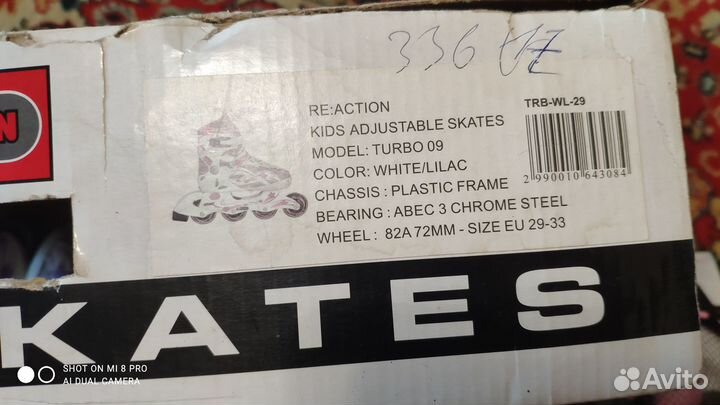 336
RE:ACTION
KIDS ADJUSTABLE SKATES
MODEL: TURBO 09
COLOR: WHITE/LILAC
CHASSIS : PLASTIC FRAME
BEARING : ABEC 3 CHROME STEEL
WHEEL : 82A 72MM - SIZE EU 29-33
TRB-WL-29
2 990010 643084
N
KATES
SHOT ON MI 8 PRO
AI DUAL CAMERA
Avito